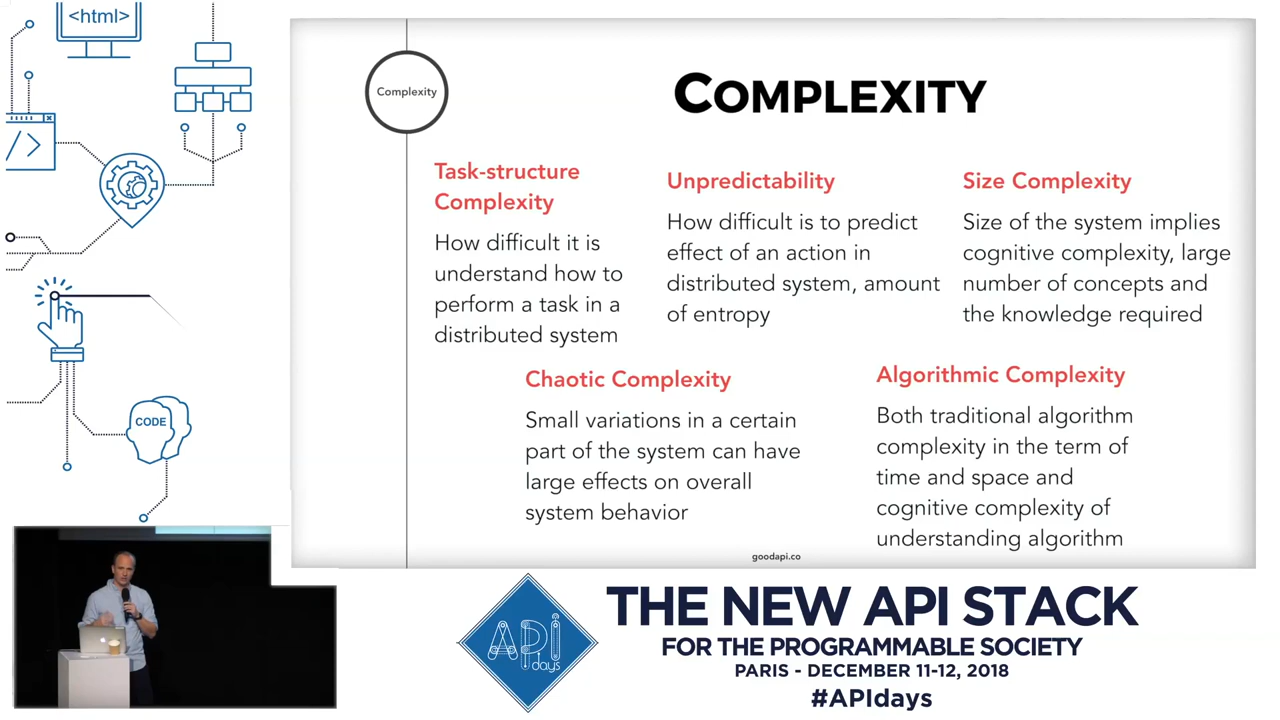 <html>
</>
CODE
Complexity
COMPLEXITY
Task-structure
Complexity
How difficult it is
understand how to
perform a task in a
distributed system
Unpredictability
How difficult is to predict
effect of an action in
distributed system, amount
of entropy
Size Complexity
Size of the system implies
cognitive complexity, large
number of concepts and
the knowledge required
Chaotic Complexity
Small variations in a certain
part of the system can have
large effects on overall
system behavior
Algorithmic Complexity
Both traditional algorithm
complexity in the term of
time and space and
cognitive complexity of
understanding algorithm
goodapi.co
API
days
THE NEW API STACK
FOR THE PROGRAMMABLE SOCIETY
PARIS - DECEMBER 11-12, 2018
#APIdays